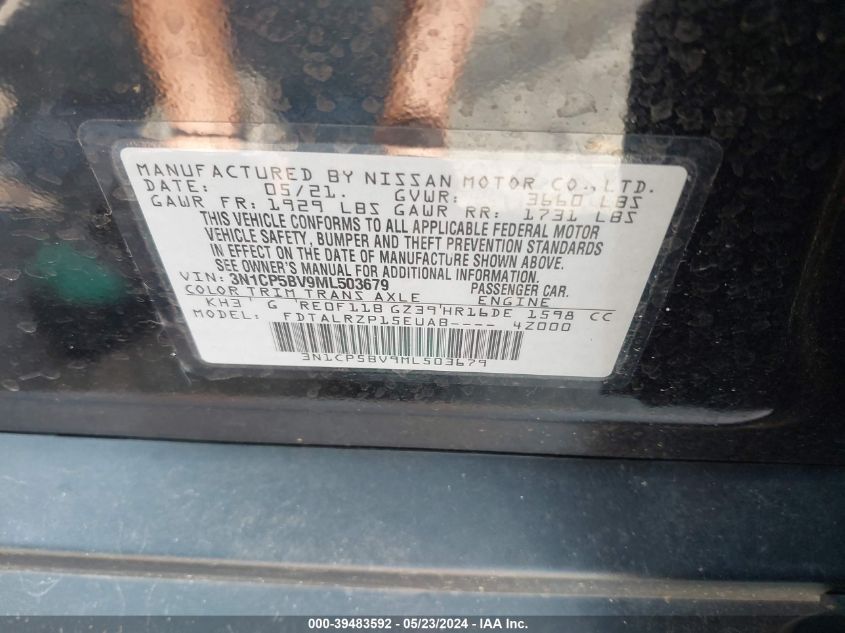 MANUFACTURED BY NISSAN MOTOR CO.,LTD.
DATE: 05/21. GVWR: 3660 LBS
GAWR FR: 1929 LBS GAWR RR: 1731 LBS
THIS VEHICLE CONFORMS TO ALL APPLICABLE FEDERAL MOTOR
VEHICLE SAFETY, BUMPER AND THEFT PREVENTION STANDARDS
IN EFFECT ON THE DATE OF MANUFACTURE SHOWN ABOVE.
SEE OWNER'S MANUAL FOR ADDITIONAL INFORMATION.
VIN: 3N1CP5BV9ML503679 PASSENGER CAR.
COLOR TRIM TRANS AXLE ENGINE
KH3 G RE0F11B GZ39 HR16DE 1598 CC
MODEL: FDTALRZP15EUAB---- 4Z000
3N1CP5BV9ML503679
000-39483592 - 05/23/2024 - IAA Inc.